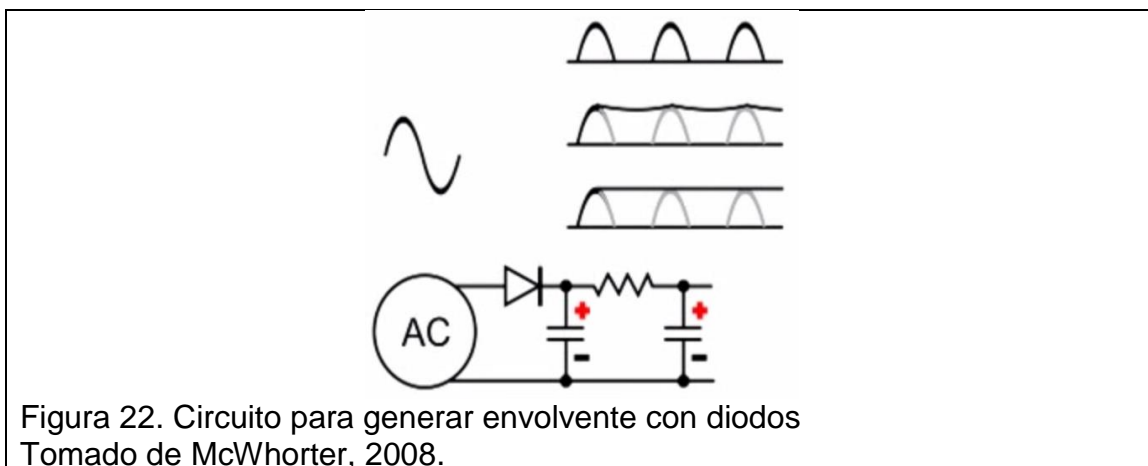 AC
+
+
-
-
Figura 22. Circuito para generar envolvente con diodos
Tomado de McWhorter, 2008.